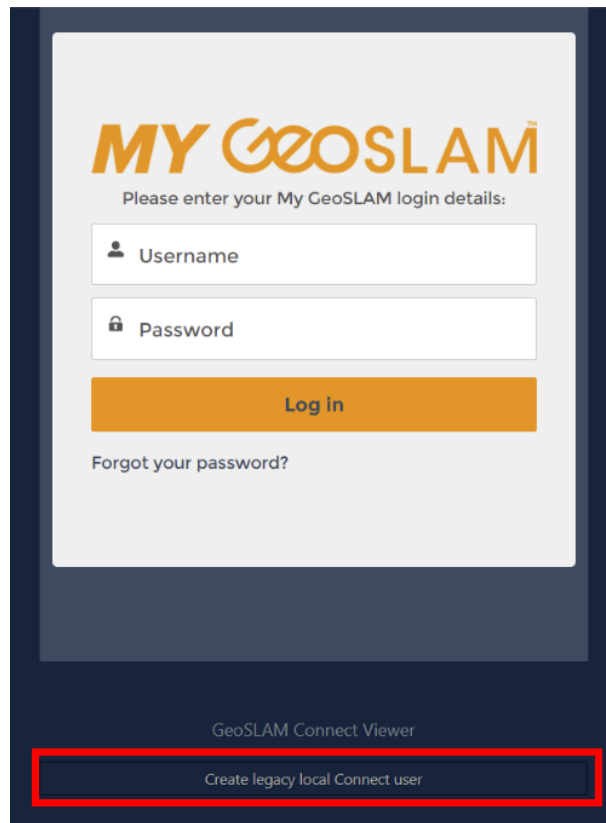 MY GEOSLAM™
Please enter your My GeoSLAM login details:
Username
Password
Log in
Forgot your password?
GeoSLAM Connect Viewer
Create legacy local Connect user